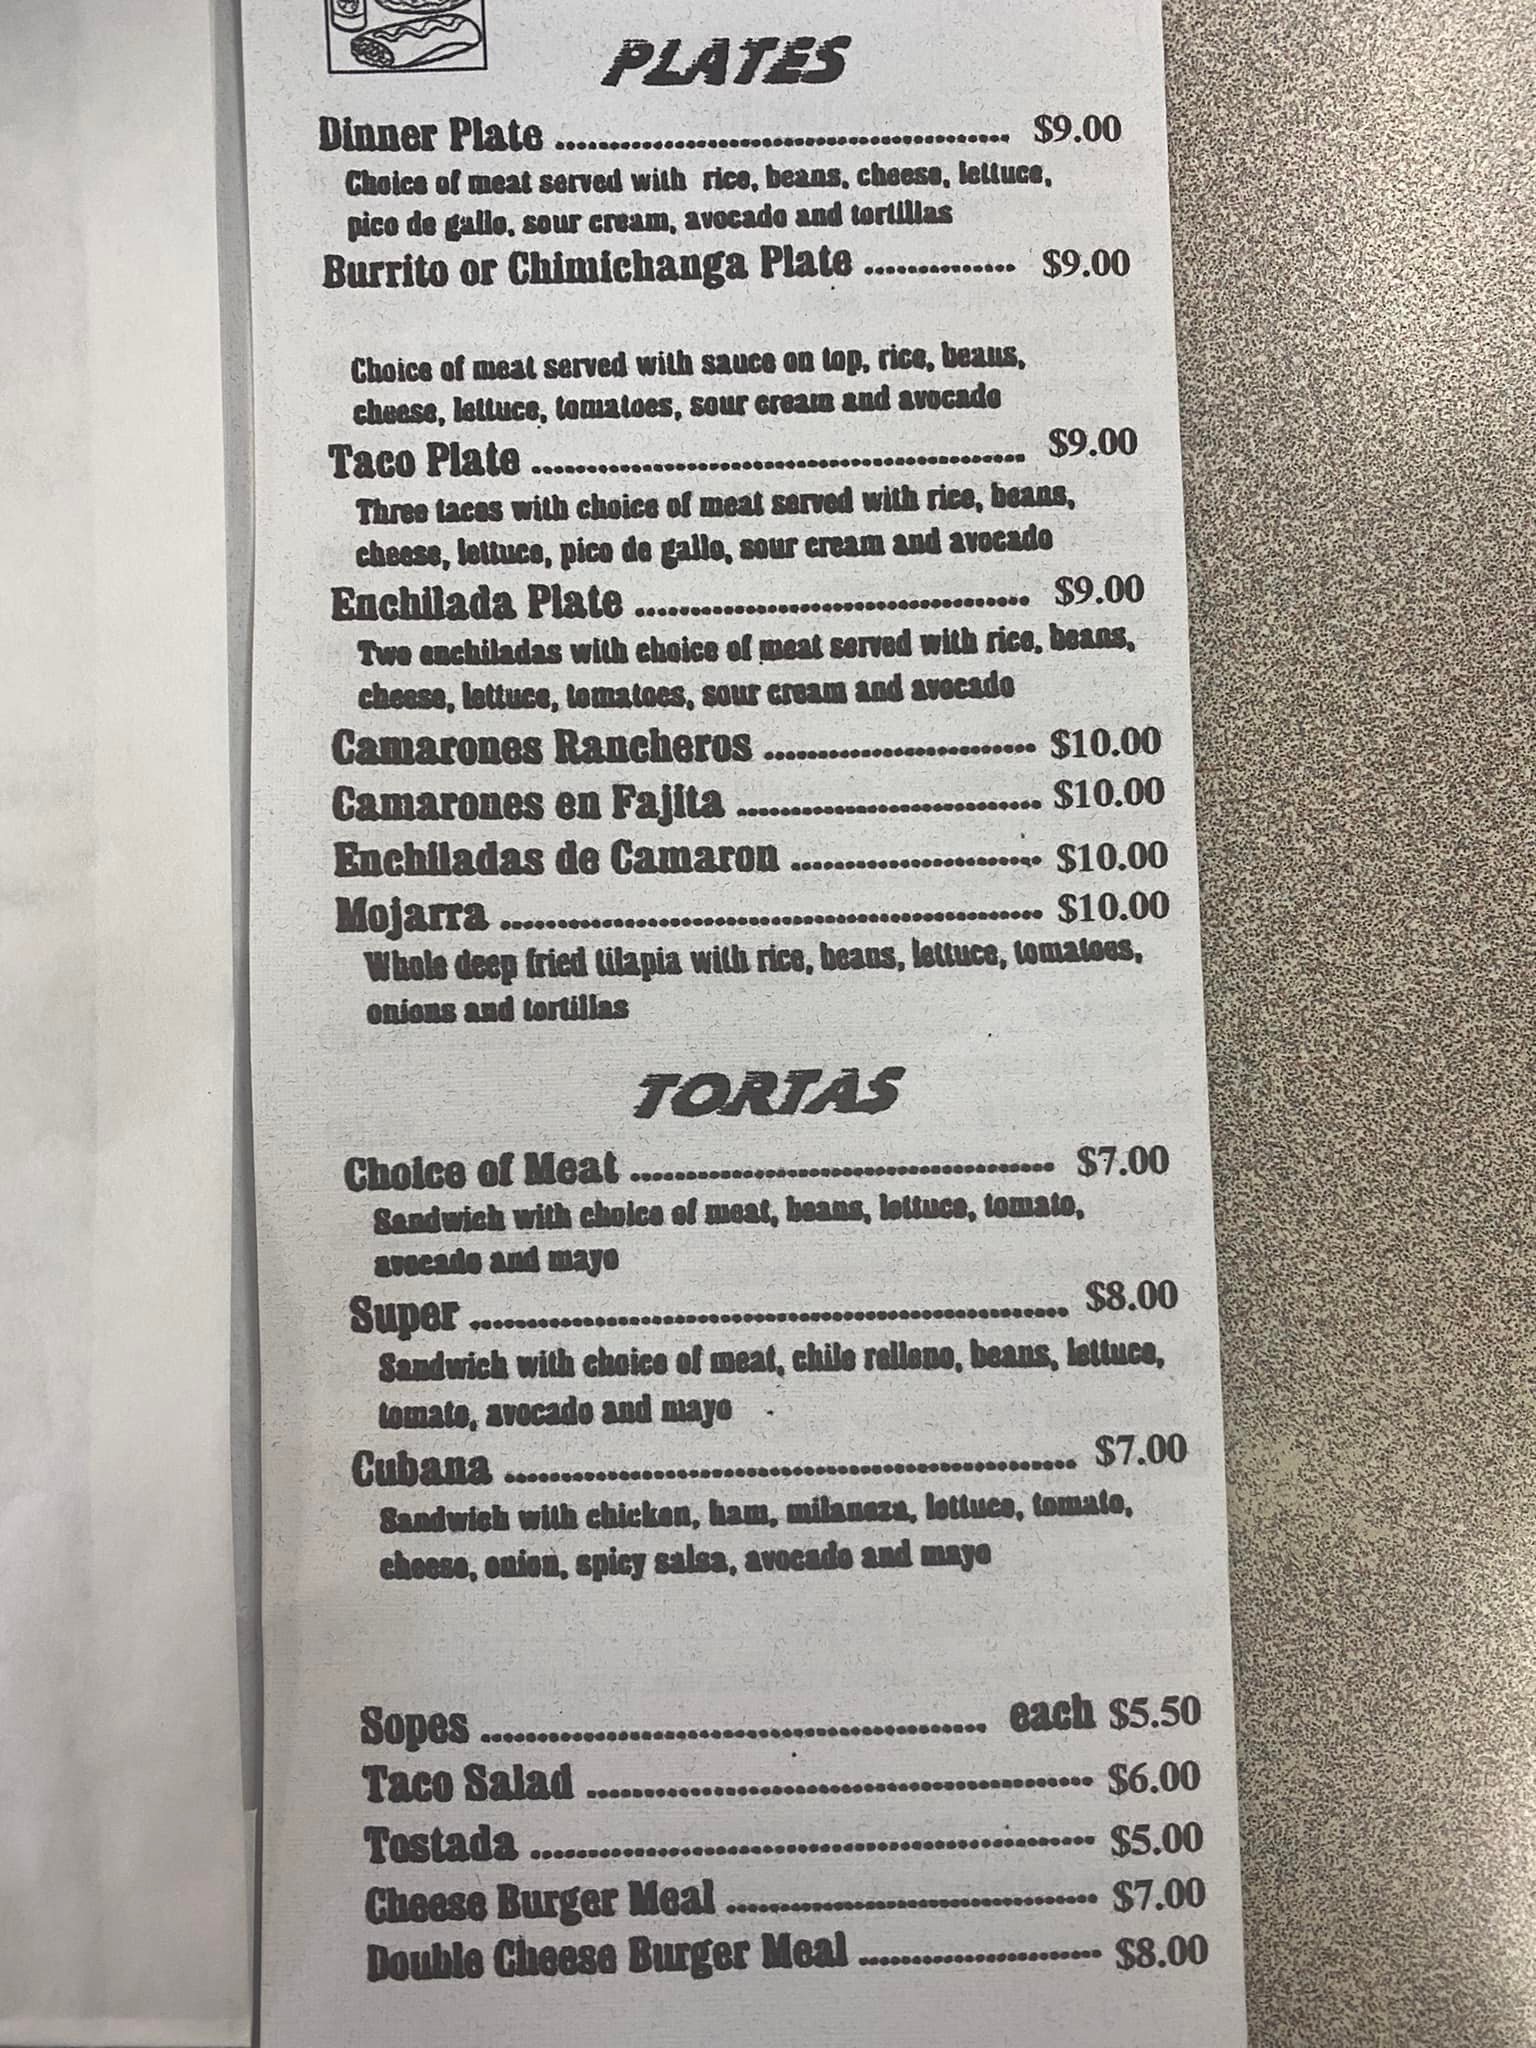 PLATES
Dinner Plate ................................................ $9.00
Choice of meat served with rice, beans, cheese, lettuce,
pico de gallo, sour cream, avocado and tortillas
Burrito or Chimichanga Plate ............... $9.00
Choice of meat served with sauce on top, rice, beans,
cheese, lettuce, tomatoes, sour cream and avocado
Taco Plate .................................................... $9.00
Three tacos with choice of meat served with rice, beans,
cheese, lettuce, pico de gallo, sour cream and avocado
Enchilada Plate ........................................ $9.00
Two enchiladas with choice of meat served with rice, beans,
cheese, lettuce, tomatoes, sour cream and avocado
Camarones Rancheros ........................... $10.00
Camarones en Fajita .............................. $10.00
Enchiladas de Camaron ......................... $10.00
Mojarra ...................................................... $10.00
Whole deep fried tilapia with rice, beans, lettuce, tomatoes,
onions and tortillas
TORTAS
Choice of Meat ......................................... $7.00
Sandwich with choice of meat, beans, lettuce, tomato,
avocado and mayo
Super .......................................................... $8.00
Sandwich with choice of meat, chile relleno, beans, lettuce,
tomato, avocado and mayo
Cubana ....................................................... $7.00
Sandwich with chicken, ham, milaneza, lettuce, tomato,
cheese, onion, spicy salsa, avocado and mayo
Sopes ................................................ each $5.50
Taco Salad ................................................. $6.00
Tostada ...................................................... $5.00
Cheese Burger Meal ................................... $7.00
Double Cheese Burger Meal ....................... $8.00